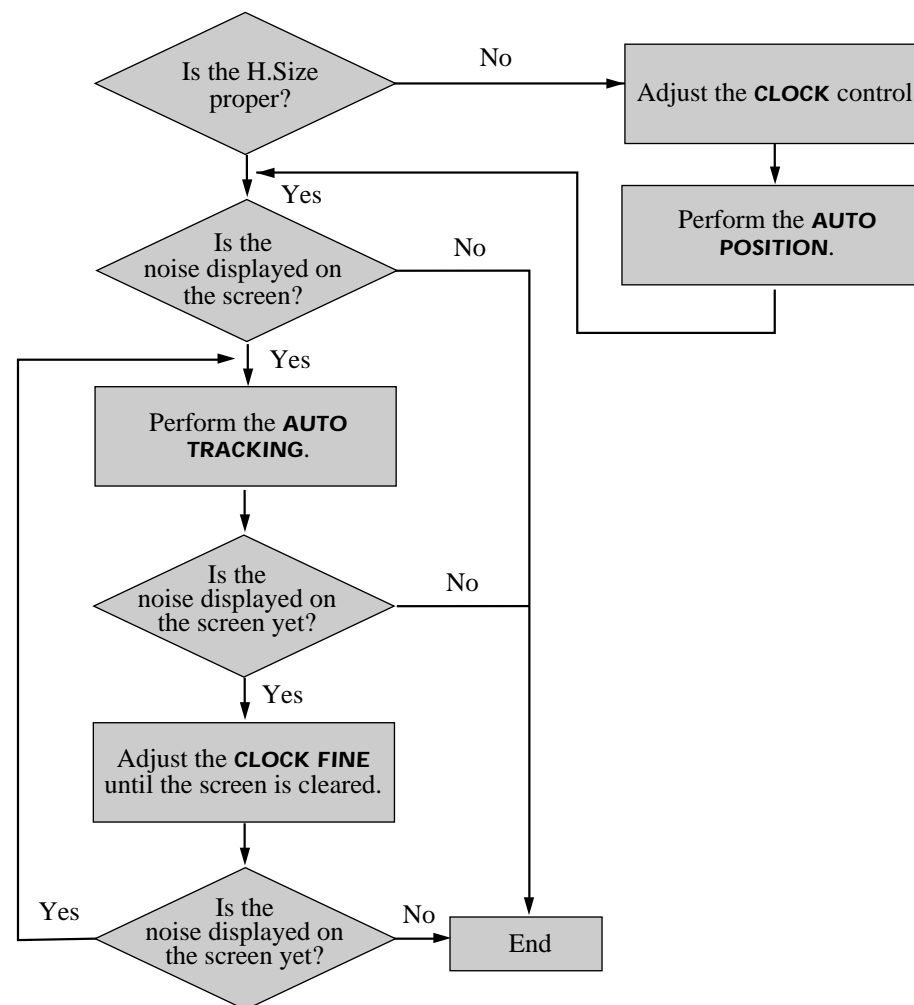 Is the H.Size
proper?
No
Adjust the CLOCK control
Yes
Perform the AUTO
POSITION.
Is the
noise displayed on
the screen?
No
Yes
Perform the AUTO
TRACKING.
Is the
noise displayed on
the screen yet?
No
Yes
Adjust the CLOCK FINE
until the screen is cleared.
Yes
Is the
noise displayed on
the screen yet?
No
End